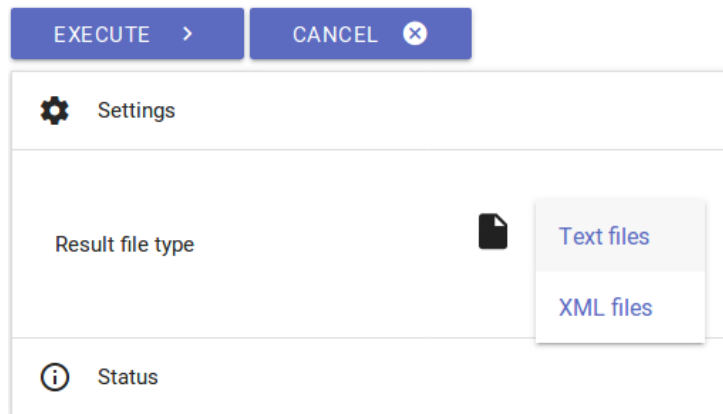 EXECUTE CANCEL
Settings
Result file type
Text files
XML files
Status